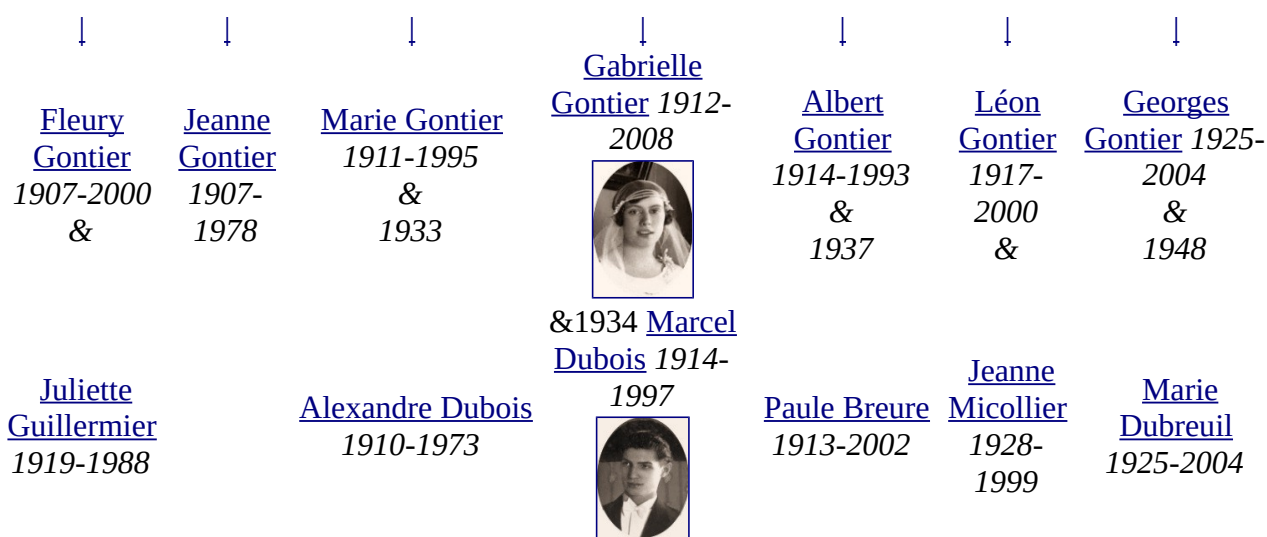 Fleury
Gontier
1907-2000
&
Juliette
Guillermier
1919-1988
Jeanne
Gontier
1907-
1978
Marie Gontier
1911-1995
&
1933
Alexandre Dubois
1910-1973
Gabrielle
Gontier 1912-
2008
&1934 Marcel
Dubois 1914-
1997
Albert
Gontier
1914-1993
&
1937
Paule Breure
1913-2002
Léon
Gontier
1917-
2000
&
Jeanne
Micollier
1928-
1999
Georges
Gontier 1925-
2004
&
1948
Marie
Dubreuil
1925-2004